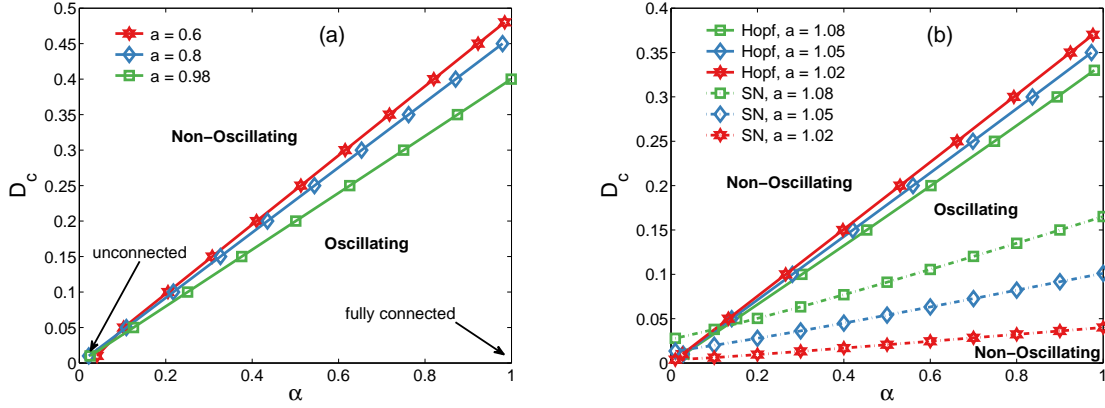 (a)
a = 0.6
a = 0.8
a = 0.98
Non-Oscillating
Oscillating
unconnected
fully connected
D_c
0.5
0.45
0.4
0.35
0.3
0.25
0.2
0.15
0.1
0.05
0
0
0.2
0.4
0.6
0.8
1
α
(b)
Hopf, a = 1.08
Hopf, a = 1.05
Hopf, a = 1.02
SN, a = 1.08
SN, a = 1.05
SN, a = 1.02
Non-Oscillating
Oscillating
Non-Oscillating
D_c
0.4
0.35
0.3
0.25
0.2
0.15
0.1
0.05
0
0
0.2
0.4
0.6
0.8
1
α